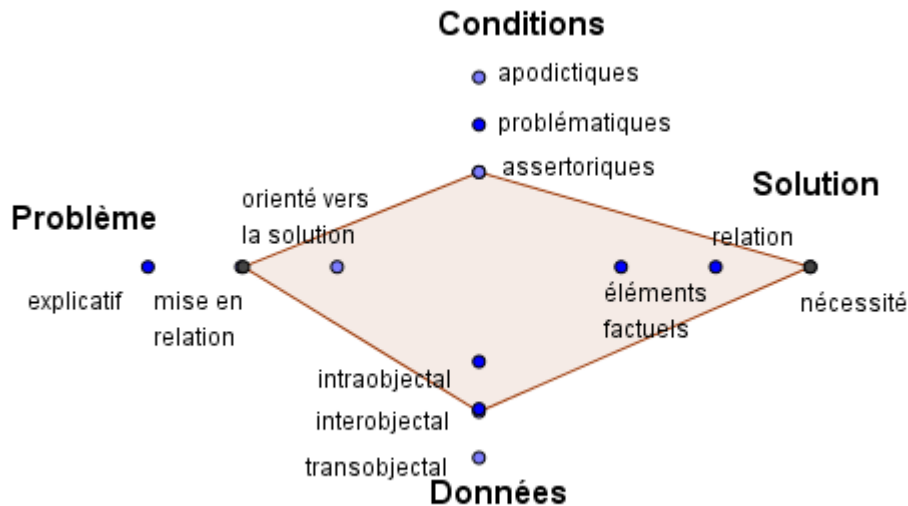 Conditions
apodictiques
problématiques
assertoriques
Solution
orienté vers
la solution
Problème
relation
explicatif
mise en
relation
éléments
factuels
nécessité
intraobjectal
interobjectal
transobjectal
Données